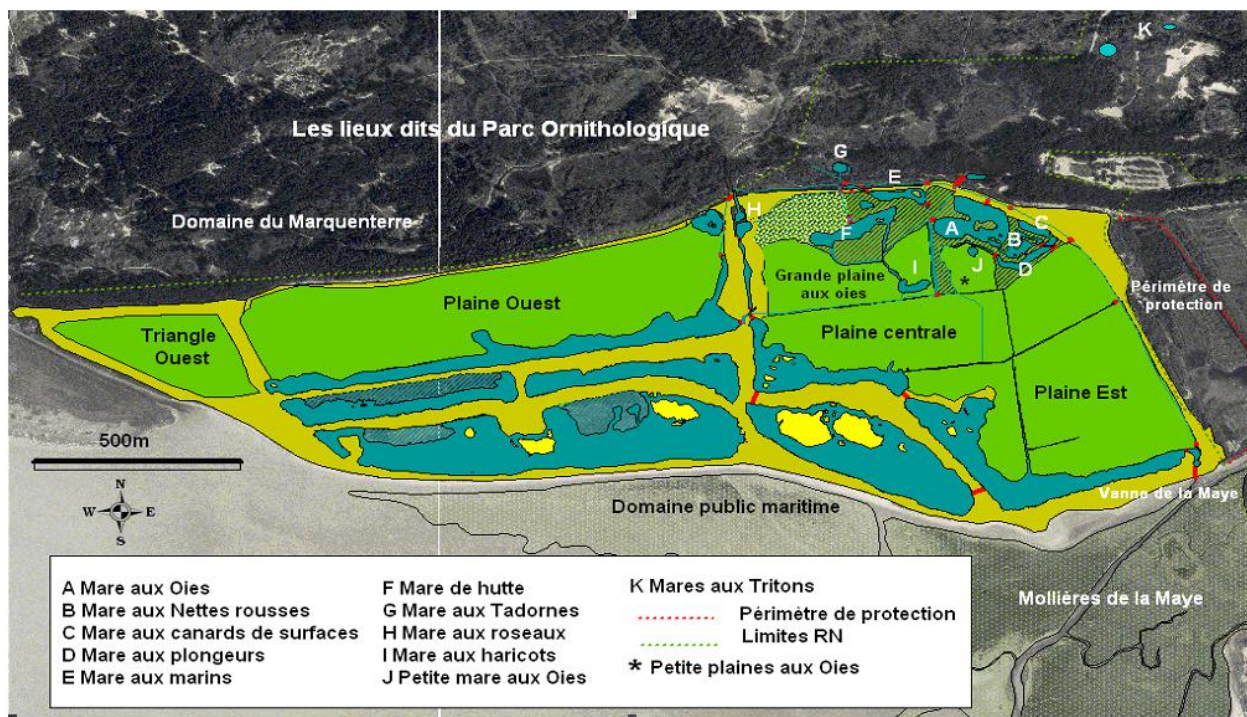 K
Les lieux dits du Parc Ornithologique
G
E
Domaine du Marquenterre
H
F
A
B
C
I
J
D
*
Grande plaine
aux oies
Périmètre de
protection
Plaine Ouest
Triangle
Ouest
Plaine centrale
Plaine Est
500m
N
W
E
S
Domaine public maritime
Vanne de la Maye
Mollières de la Maye
A Mare aux Oies
B Mare aux Nettes rousses
C Mare aux canards de surfaces
D Mare aux plongeurs
E Mare aux marins
F Mare de hutte
G Mare aux Tadornes
H Mare aux roseaux
I Mare aux haricots
J Petite mare aux Oies
K Mares aux Tritons
Périmètre de protection
Limites RN
* Petite plaines aux Oies